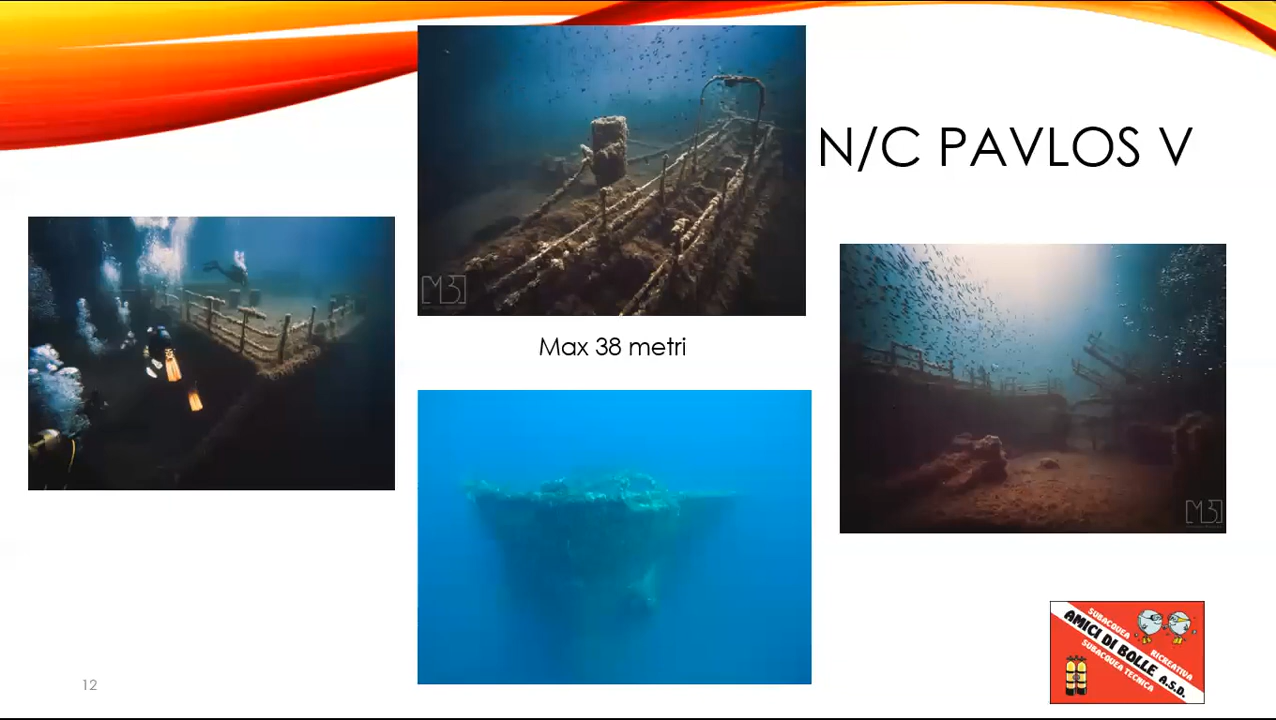 N/C PAVLOS V
Max 38 metri
SUBACQUEA
RICREATIVA
AMICI DI BOLLE A.S.D.
SUBACQUEA TECNICA
12